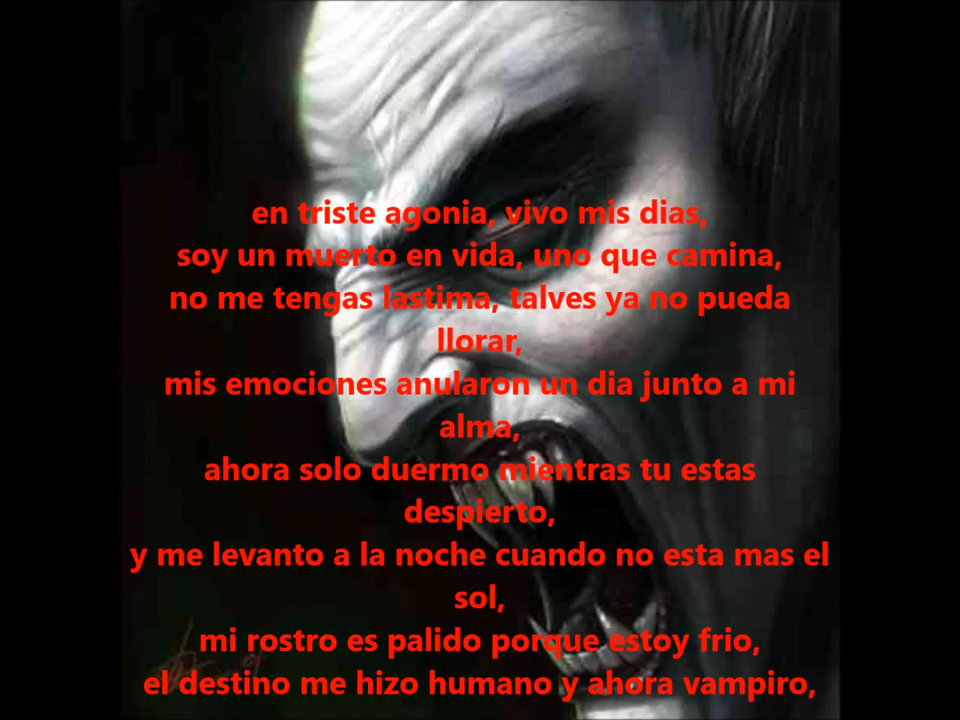 en triste agonia, vivo mis dias,
soy un muerto en vida, uno que camina,
no me tengas lastima, talves ya no pueda
llorar,
mis emociones anularon un dia junto a mi
alma,
ahora solo duermo mientras tu estas
despierto,
y me levanto a la noche cuando no esta mas el
sol,
mi rostro es palido porque estoy frio,
el destino me hizo humano y ahora vampiro,